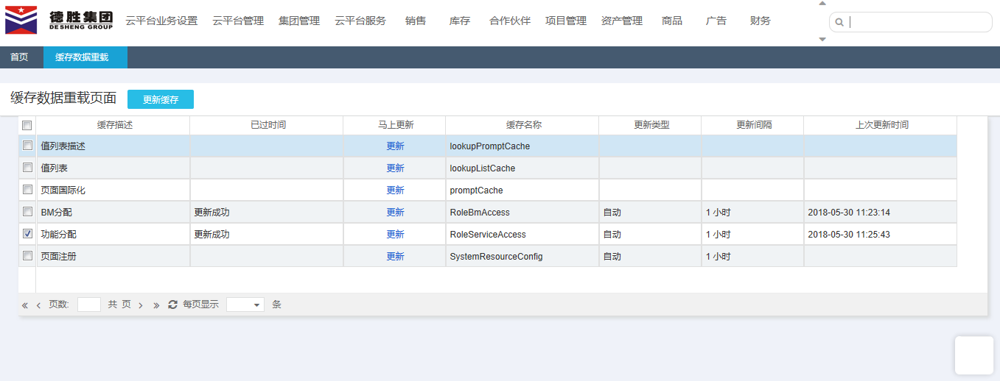 德胜集团
DESHENG GROUP
云平台业务设置 云平台管理 集团管理 云平台服务 销售 库存 合作伙伴 项目管理 资产管理 商品 广告 财务
首页 缓存数据重载
缓存数据重载页面 更新缓存
缓存描述 已过时间 马上更新 缓存名称 更新类型 更新间隔 上次更新时间
值列表描述 更新 lookupPromptCache
值列表 更新 lookupListCache
页面国际化 更新 promptCache
BM分配 更新成功 更新 RoleBmAccess 自动 1 小时 2018-05-30 11:23:14
功能分配 更新成功 更新 RoleServiceAccess 自动 1 小时 2018-05-30 11:25:43
页面注册 更新 SystemResourceConfig 自动 1 小时
页数: 共 页 每页显示 条